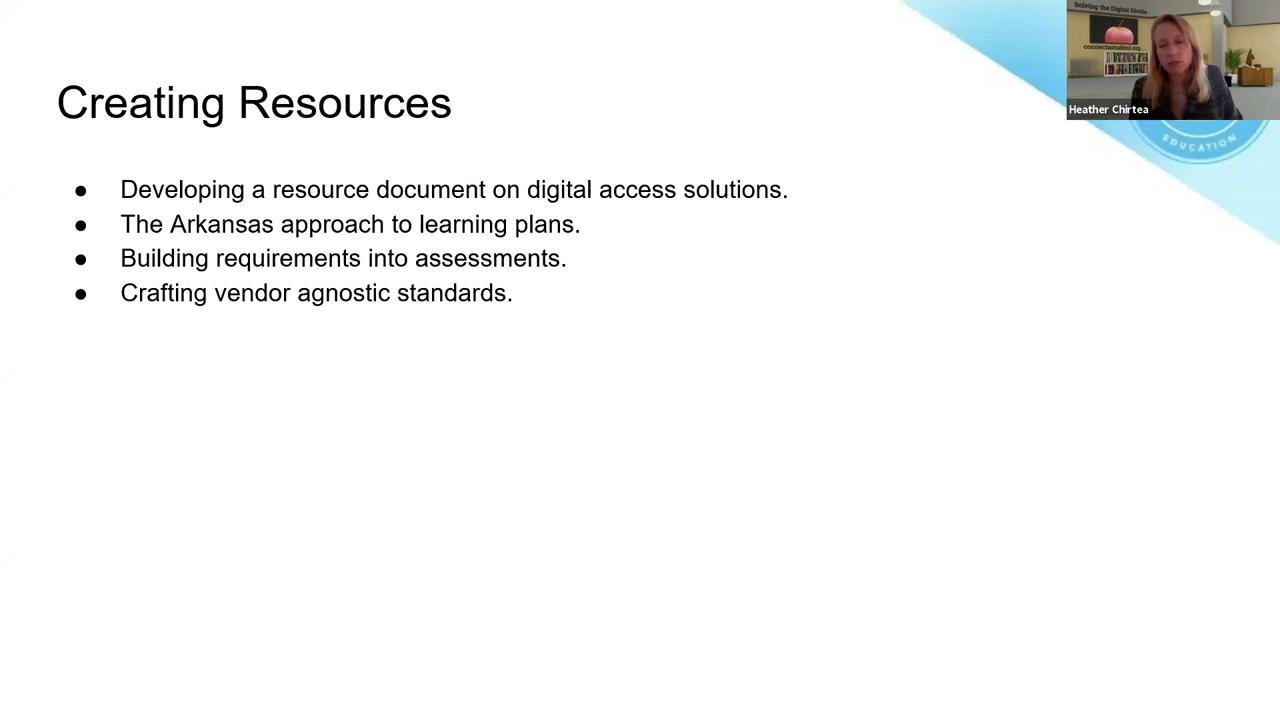 Solving the Digital Divide
connectastudent.org
Heather Chirtea
EDUCATION
Creating Resources
● Developing a resource document on digital access solutions.
● The Arkansas approach to learning plans.
● Building requirements into assessments.
● Crafting vendor agnostic standards.